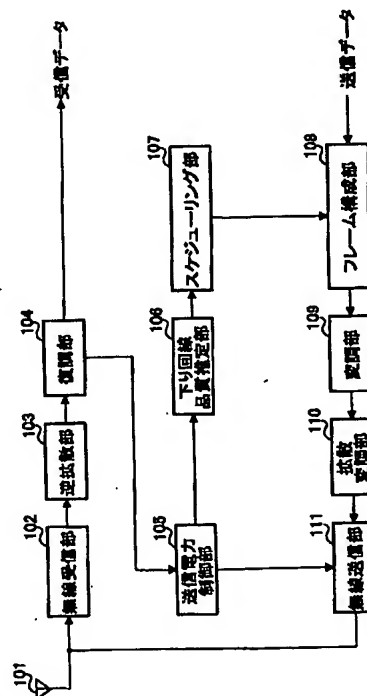 101
102
無線受信部
103
逆拡散部
104
復調部
受信データ
105
送信電力
制御部
106
下り回線
品質推定部
107
スケジューリング部
送信データ
108
フレーム構成部
109
変調部
110
拡散
変調部
111
無線送信部